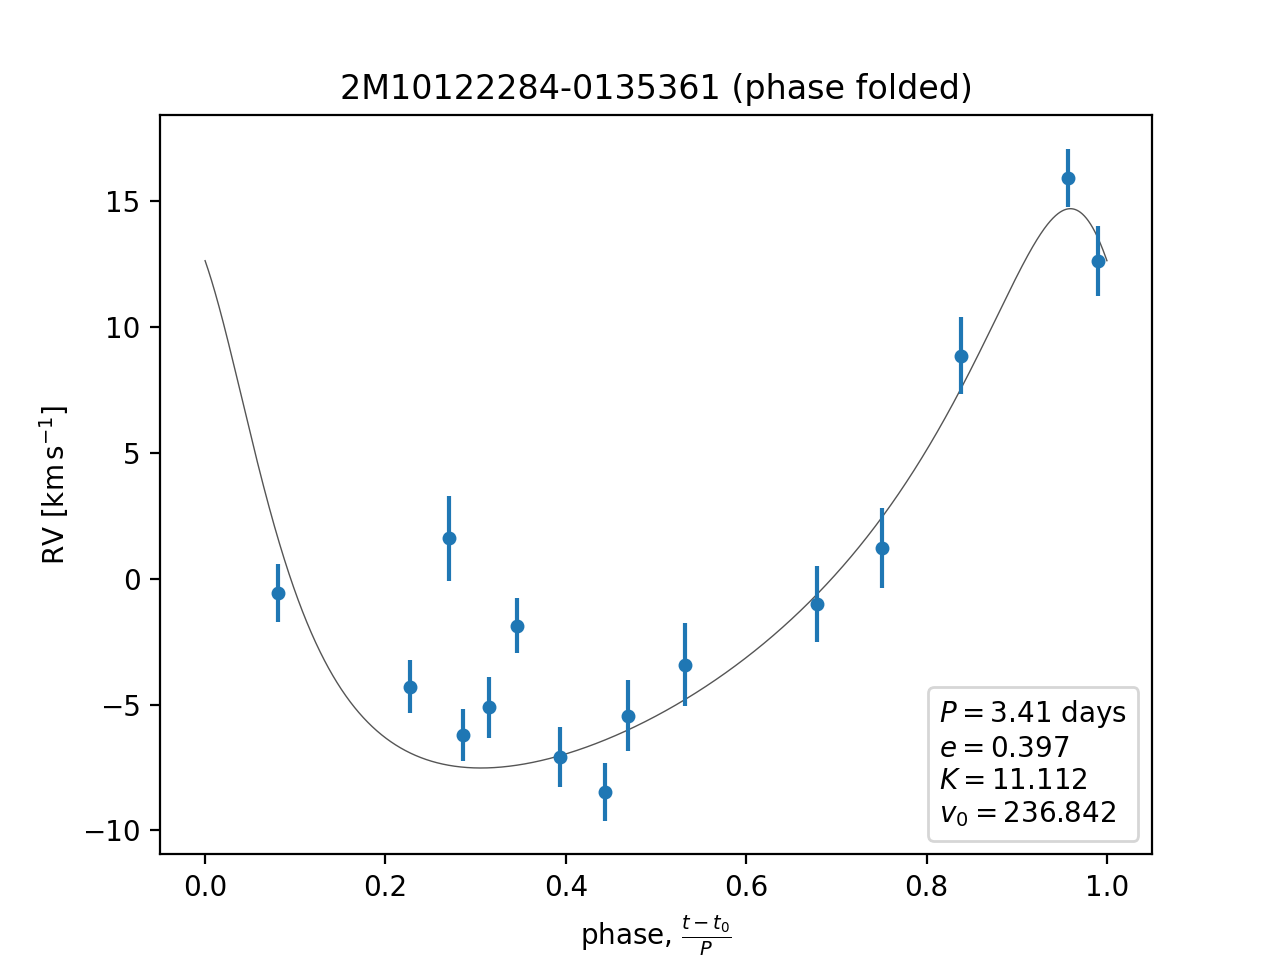 2M10122284-0135361 (phase folded)
RV [km s⁻¹]
15
10
5
0
−5
−10
P = 3.41 days
e = 0.397
K = 11.112
v₀ = 236.842
0.0 0.2 0.4 0.6 0.8 1.0
phase, (t − t₀)/P